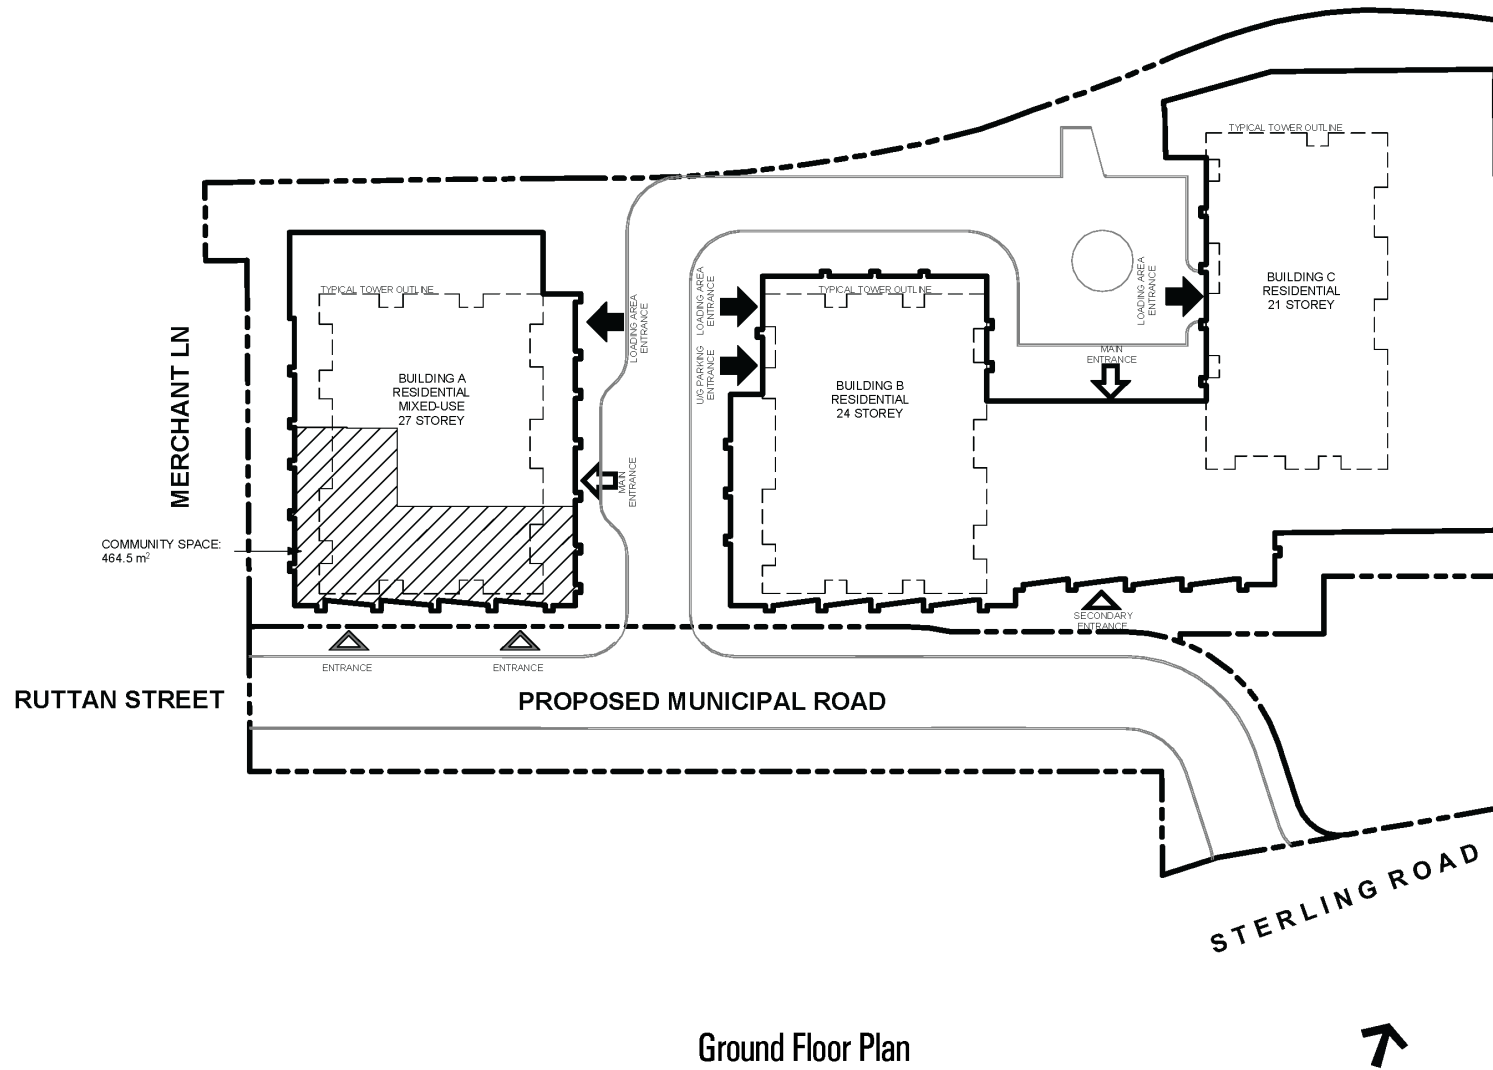 TYPICAL TOWER OUTLINE
BUILDING C
RESIDENTIAL
21 STOREY
LOADING AREA
ENTRANCE
TYPICAL TOWER OUTLINE
LOADING AREA
ENTRANCE
LOADING AREA
ENTRANCE
TYPICAL TOWER OUTLINE
MAIN
ENTRANCE
U/G PARKING
ENTRANCE
BUILDING A
RESIDENTIAL
MIXED-USE
27 STOREY
BUILDING B
RESIDENTIAL
24 STOREY
MERCHANT LN
MAIN
ENTRANCE
COMMUNITY SPACE:
464.5 m²
SECONDARY
ENTRANCE
ENTRANCE
ENTRANCE
RUTTAN STREET
PROPOSED MUNICIPAL ROAD
STERLING ROAD
Ground Floor Plan